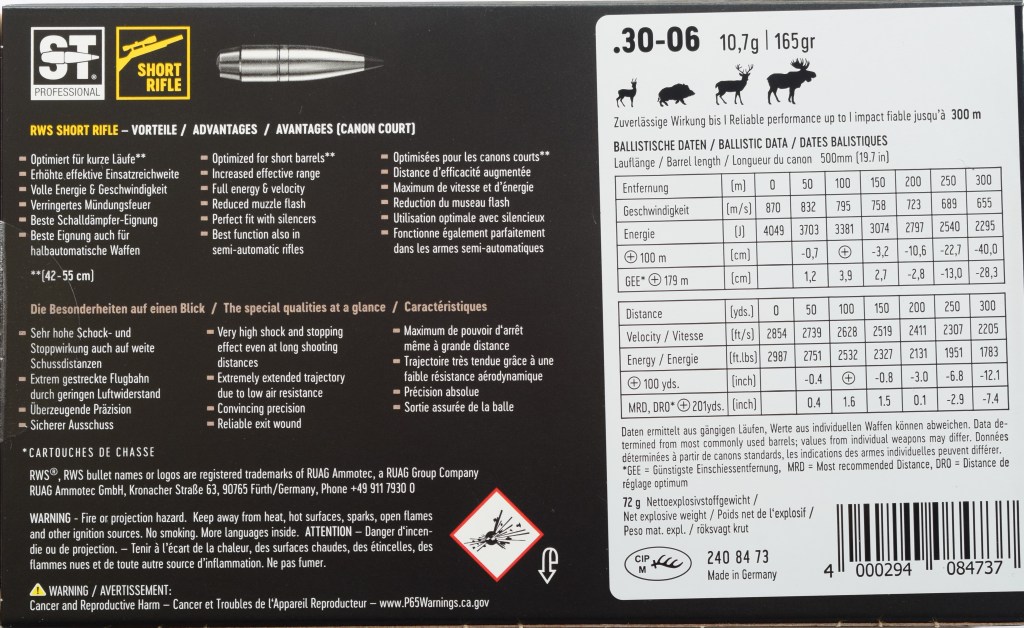 ST®
PROFESSIONAL
SHORT
RIFLE
RWS SHORT RIFLE – VORTEILE / ADVANTAGES / AVANTAGES (CANON COURT)
Optimiert für kurze Läufe**
Erhöhte effektive Einsatzreichweite
Volle Energie & Geschwindigkeit
Verringertes Mündungsfeuer
Beste Schalldämpfer-Eignung
Beste Eignung auch für
halbautomatische Waffen
Optimized for short barrels**
Increased effective range
Full energy & velocity
Reduced muzzle flash
Perfect fit with silencers
Best function also in
semi-automatic rifles
Optimisées pour les canons courts**
Distance d'efficacité augmentée
Maximum de vitesse et d'énergie
Reduction du museau flash
Utilisation optimale avec silencieux
Fonctionne également parfaitement
dans les armes semi-automatiques
**(42-55 cm)
Die Besonderheiten auf einen Blick / The special qualities at a glance / Caractéristiques
Sehr hohe Schock- und
Stoppwirkung auch auf weite
Schussdistanzen
Extrem gestreckte Flugbahn
durch geringen Luftwiderstand
Überzeugende Präzision
Sicherer Ausschuss
Very high shock and stopping
effect even at long shooting
distances
Extremely extended trajectory
due to low air resistance
Convincing precision
Reliable exit wound
Maximum de pouvoir d'arrêt
même à grande distance
Trajectoire très tendue grâce à une
faible résistance aérodynamique
Précision absolue
Sortie assurée de la balle
*CARTOUCHES DE CHASSE
RWS®, RWS bullet names or logos are registered trademarks of RUAG Ammotec, a RUAG Group Company
RUAG Ammotec GmbH, Kronacher Straße 63, 90765 Fürth/Germany, Phone +49 911 7930 0
WARNING - Fire or projection hazard. Keep away from heat, hot surfaces, sparks, open flames
and other ignition sources. No smoking. More languages inside. ATTENTION – Danger d'incen-
die ou de projection. – Tenir à l'écart de la chaleur, des surfaces chaudes, des étincelles, des
flammes nues et de toute autre source d'inflammation. Ne pas fumer.
WARNING / AVERTISSEMENT:
Cancer and Reproductive Harm – Cancer et Troubles de l'Appareil Reproducteur – www.P65Warnings.ca.gov
.30-06 10,7g | 165gr
Zuverlässige Wirkung bis I Reliable performance up to I impact fiable jusqu'à 300 m
BALLISTISCHE DATEN / BALLISTIC DATA / DATES BALISTIQUES
Lauflänge / Barrel length / Longueur du canon 500mm (19.7 in)
Entfernung [m] 0 50 100 150 200 250 300
Geschwindigkeit [m/s] 870 832 795 758 723 689 655
Energie [J] 4049 3703 3381 3074 2797 2540 2295
⊕ 100 m [cm] -0,7 ⊕ -3,2 -10,6 -22,7 -40,0
GEE* ⊕ 179 m [cm] 1,2 3,9 2,7 -2,8 -13,0 -28,3
Distance [yds.] 0 50 100 150 200 250 300
Velocity / Vitesse [ft/s] 2854 2739 2628 2519 2411 2307 2205
Energy / Energie [ft.lbs] 2987 2751 2532 2327 2131 1951 1783
⊕ 100 yds. [inch] -0.4 ⊕ -0.8 -3.0 -6.8 -12.1
MRD, DRO* ⊕ 201yds. [inch] 0.4 1.6 1.5 0.1 -2.9 -7.4
Daten ermittelt aus gängigen Läufen, Werte aus individuellen Waffen können abweichen. Data de-
termined from most commonly used barrels; values from individual weapons may differ. Données
déterminées à partir de canons standards, les indications des armes individuelles peuvent différer.
*GEE = Günstigste Einschiessentfernung, MRD = Most recommended Distance, DRO = Distance de
réglage optimum
72 g Nettoexplosivstoffgewicht /
Net explosive weight / Poids net de l'explosif /
Peso mat. expl. / röksvagt krut
CIP
M
240 84 73
Made in Germany
4 000294 084737